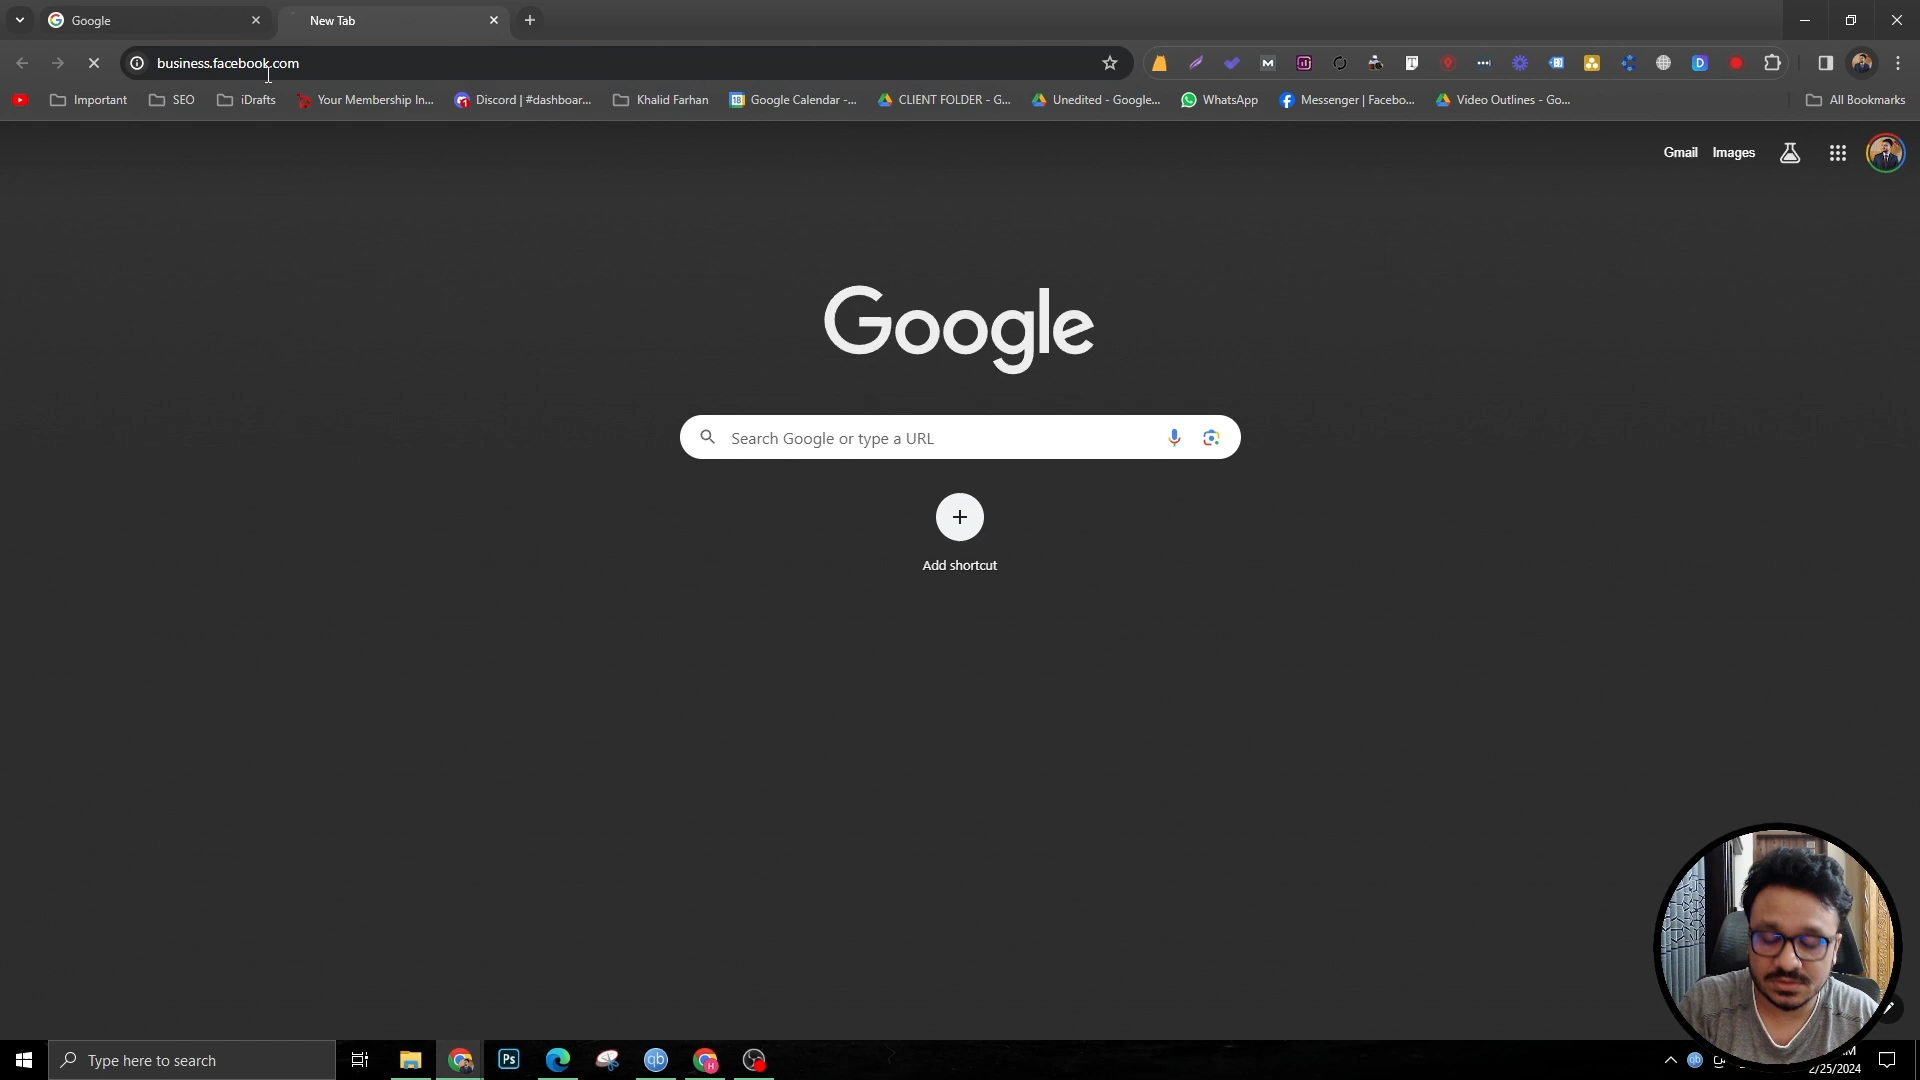 Google
New Tab
business.facebook.com
Important
SEO
iDrafts
Your Membership In...
Discord | #dashboar...
Khalid Farhan
Google Calendar -...
CLIENT FOLDER - G...
Unedited - Google...
WhatsApp
Messenger | Facebo...
Video Outlines - Go...
All Bookmarks
Gmail
Images
Google
Search Google or type a URL
Add shortcut
Type here to search
Ps
qb
2/25/2024